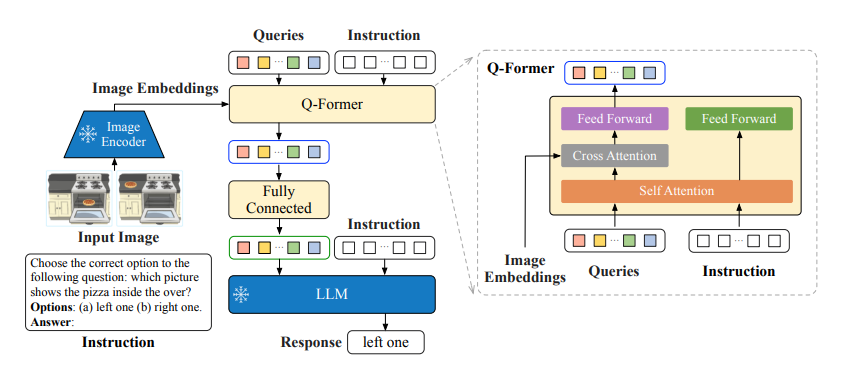 Queries
Instruction
Image Embeddings
Q-Former
Image
Encoder
Fully
Connected
Input Image
Instruction
Choose the correct option to the
following question: which picture
shows the pizza inside the over?
Options: (a) left one (b) right one.
Answer:
Instruction
LLM
Response
left one
Q-Former
Feed Forward
Feed Forward
Cross Attention
Self Attention
Image
Embeddings
Queries
Instruction